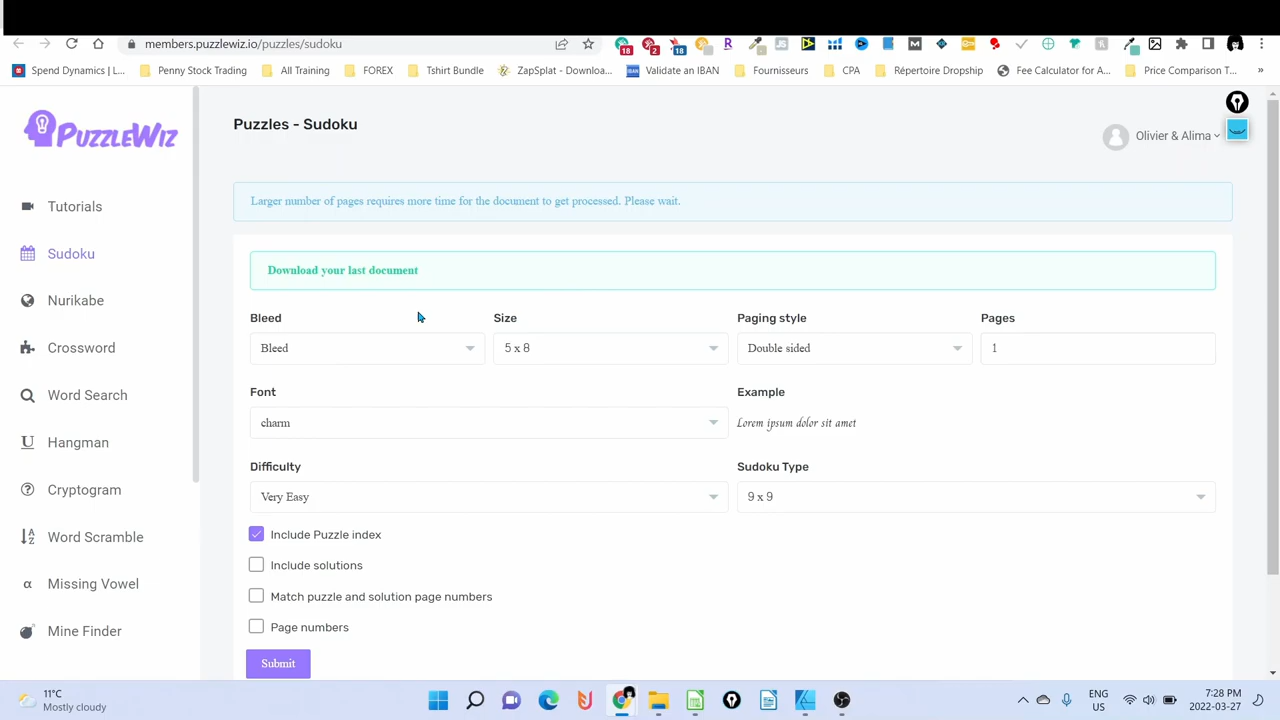 members.puzzlewiz.io/puzzles/sudoku
18
2
18
Spend Dynamics | L...
Penny Stock Trading
All Training
FOREX
Tshirt Bundle
ZapSplat - Downloa...
IBAN
Validate an IBAN
Fournisseurs
CPA
Répertoire Dropship
Fee Calculator for A...
Price Comparison T...
»
PUZZLEWIZ
Puzzles - Sudoku
Olivier & Alima
Larger number of pages requires more time for the document to get processed. Please wait.
Tutorials
Sudoku
Nurikabe
Crossword
Word Search
Hangman
Cryptogram
Word Scramble
Missing Vowel
Mine Finder
Download your last document
Bleed
Size
Paging style
Pages
Bleed
5 x 8
Double sided
1
Font
Example
charm
Lorem ipsum dolor sit amet
Difficulty
Sudoku Type
Very Easy
9 x 9
Include Puzzle index
Include solutions
Match puzzle and solution page numbers
Page numbers
Submit
11°C
Mostly cloudy
ENG
US
7:28 PM
2022-03-27